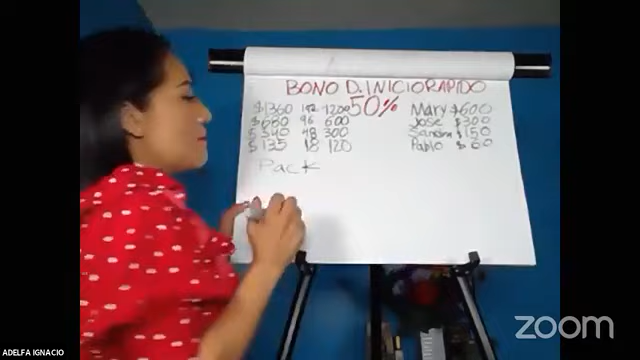 BONO D. INICIO RAPIDO
$1360 192 1200 50% Mary $600
$680 96 600 Jose $300
$340 48 300 $150
$135 18 120 Pablo $60
Pack
ADELFA IGNACIO
zoom